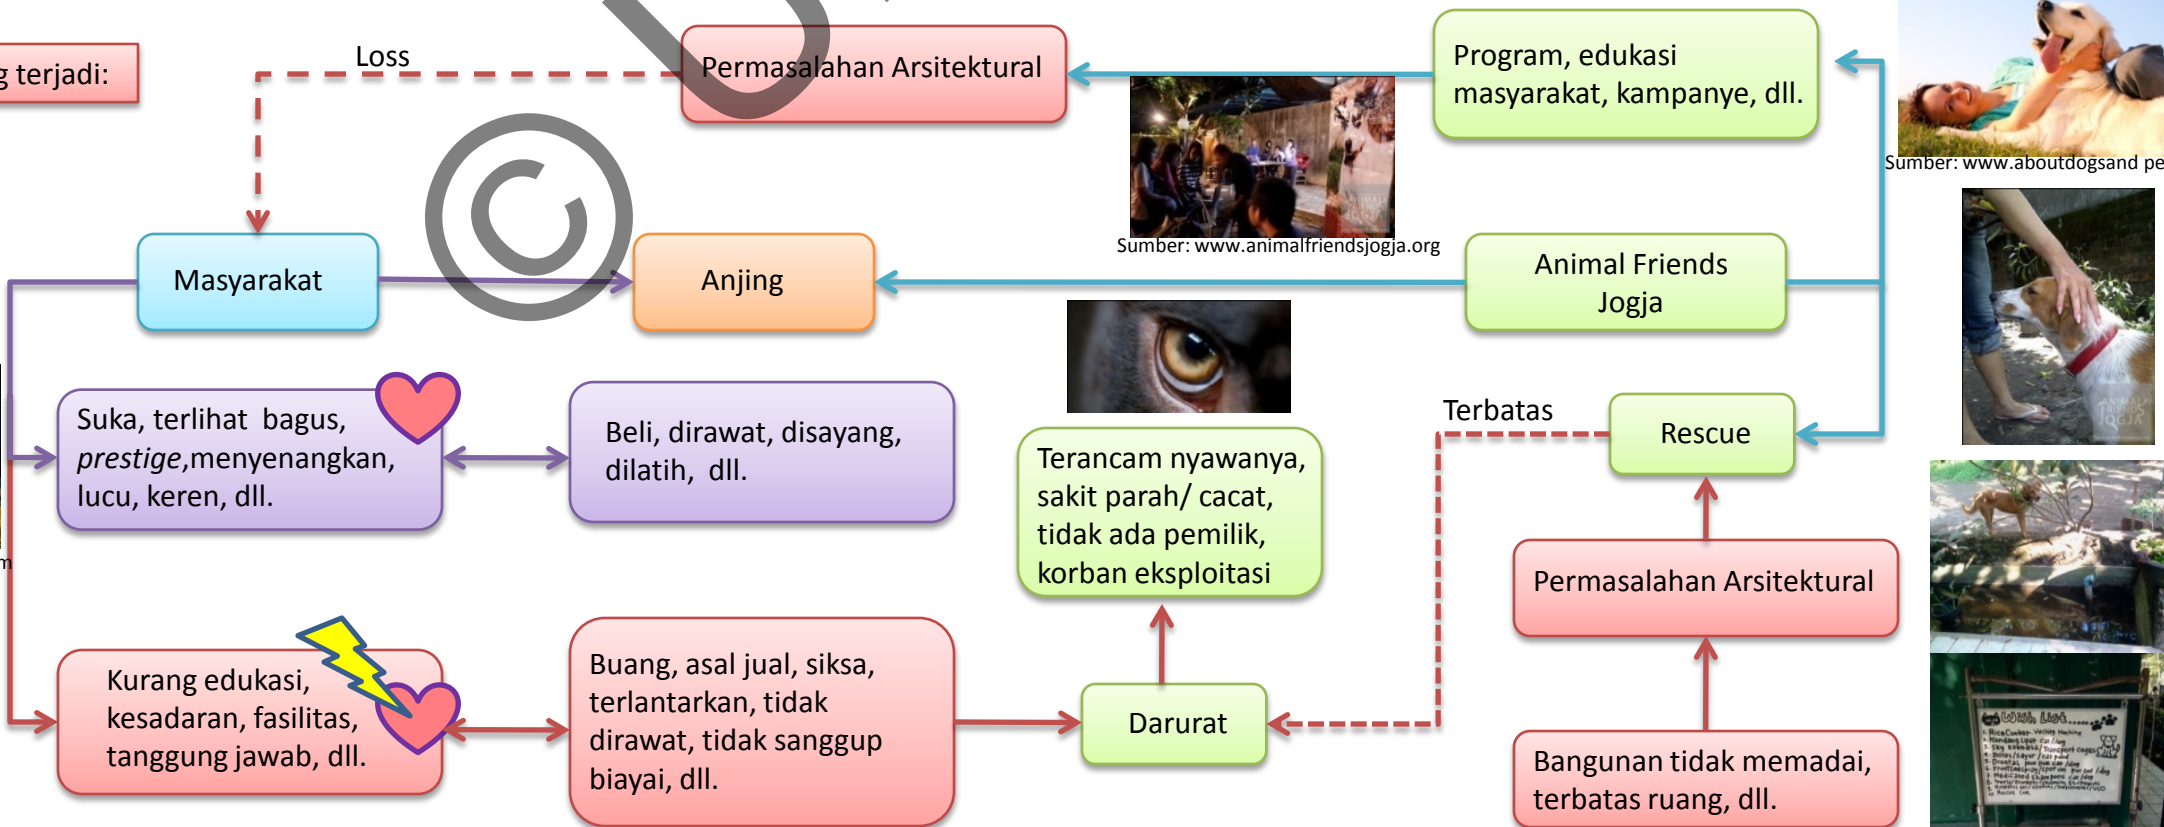 g terjadi:
Loss
Permasalahan Arsitektural
Program, edukasi
masyarakat, kampanye, dll.
Sumber: www.aboutdogsand pe
Sumber: www.animalfriendsjogja.org
Masyarakat
Anjing
Animal Friends
Jogja
Suka, terlihat bagus,
prestige,menyenangkan,
lucu, keren, dll.
Beli, dirawat, disayang,
dilatih, dll.
Terancam nyawanya,
sakit parah/ cacat,
tidak ada pemilik,
korban eksploitasi
Terbatas
Rescue
ANIMAL
FRIENDS
JOGJA
m
Permasalahan Arsitektural
Kurang edukasi,
kesadaran, fasilitas,
tanggung jawab, dll.
Buang, asal jual, siksa,
terlantarkan, tidak
dirawat, tidak sanggup
biayai, dll.
Darurat
Bangunan tidak memadai,
terbatas ruang, dll.
Wish List.....
©